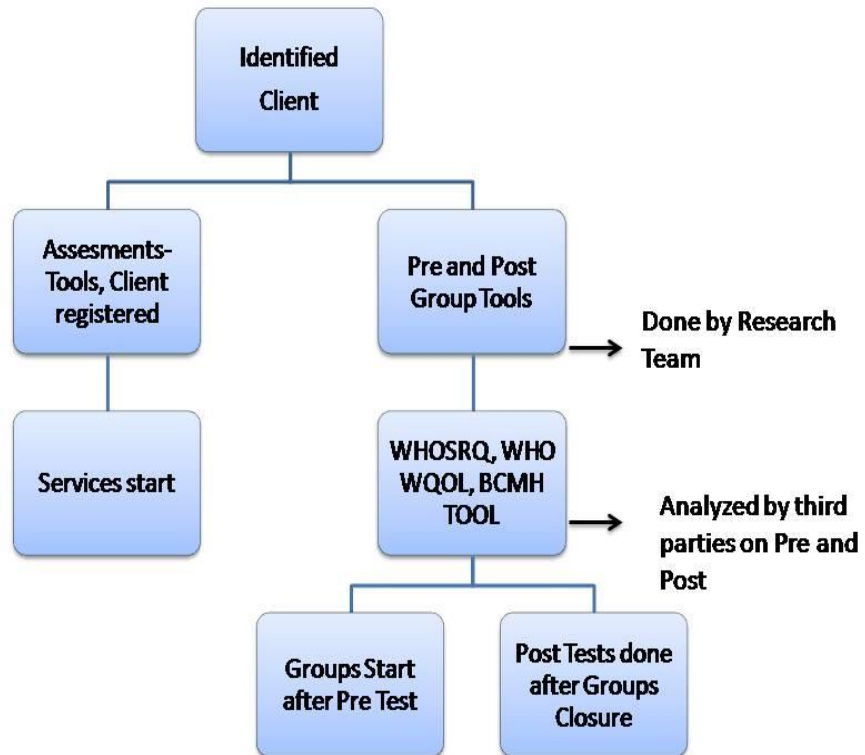 Identified
Client
Assesments-
Tools, Client
registered
Pre and Post
Group Tools
Done by Research
Team
Services start
WHOSRQ, WHO
WQOL, BCMH
TOOL
Analyzed by third
parties on Pre and
Post
Groups Start
after Pre Test
Post Tests done
after Groups
Closure